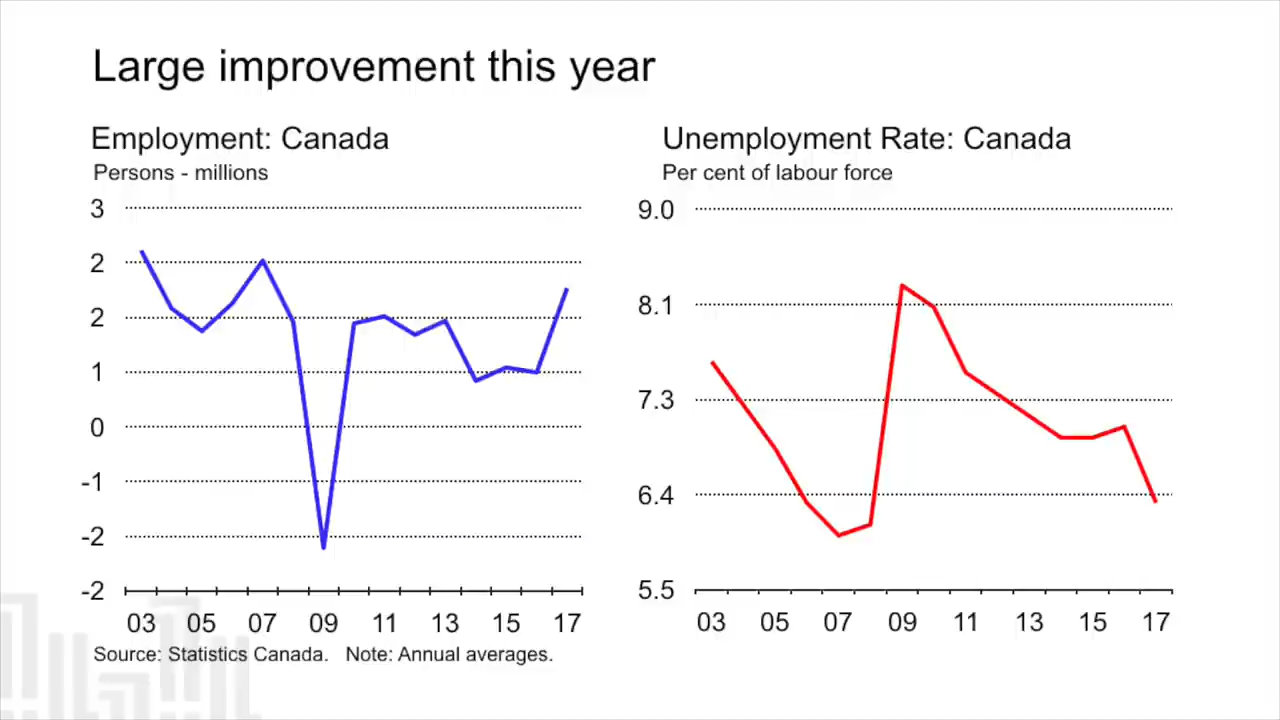 Large improvement this year
Employment: Canada
Persons - millions
3
2
2
1
0
-1
-2
-2
03 05 07 09 11 13 15 17
Source: Statistics Canada. Note: Annual averages.
Unemployment Rate: Canada
Per cent of labour force
9.0
8.1
7.3
6.4
5.5
03 05 07 09 11 13 15 17